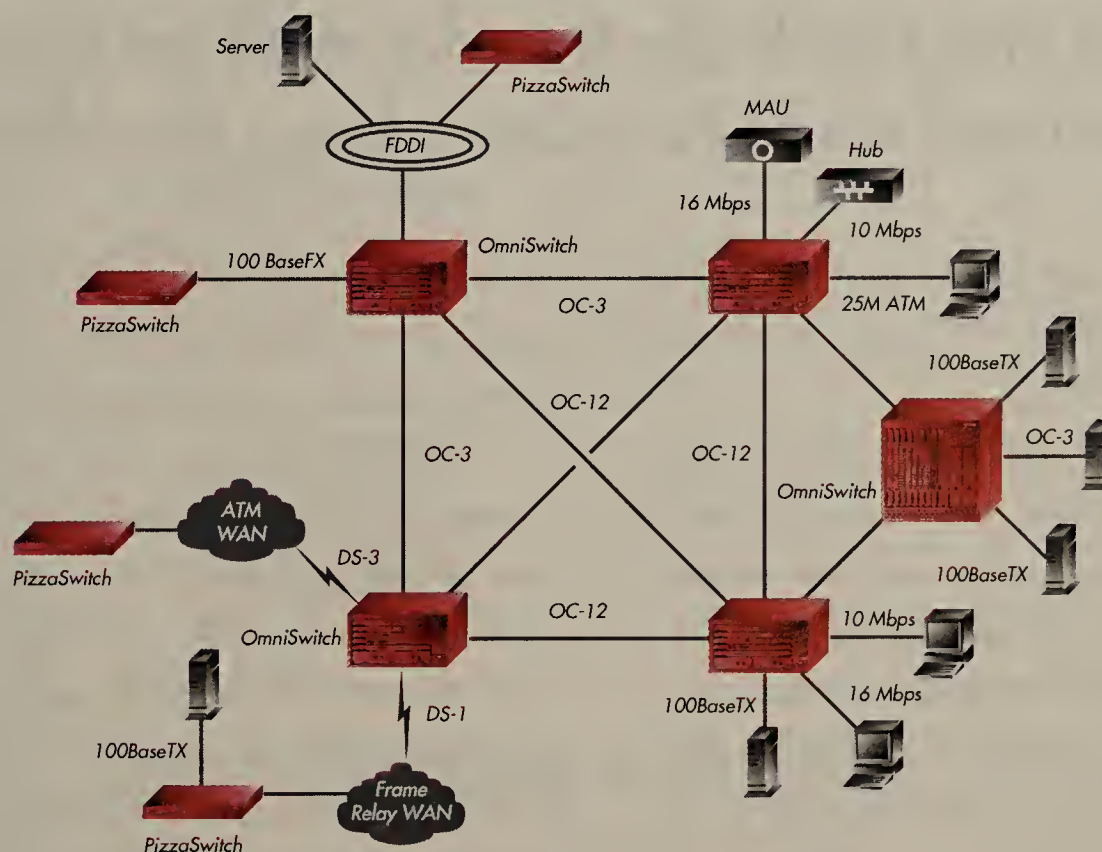 Server
PizzaSwitch
FDDI
MAU
Hub
16 Mbps
10 Mbps
OmniSwitch
100 BaseFX
PizzaSwitch
OC-3
25M ATM
100BaseTX
OC-12
OC-3
OC-12
OC-3
OmniSwitch
ATM
WAN
PizzaSwitch
DS-3
100BaseTX
OmniSwitch
OC-12
10 Mbps
16 Mbps
100BaseTX
DS-1
100BaseTX
Frame
Relay WAN
PizzaSwitch